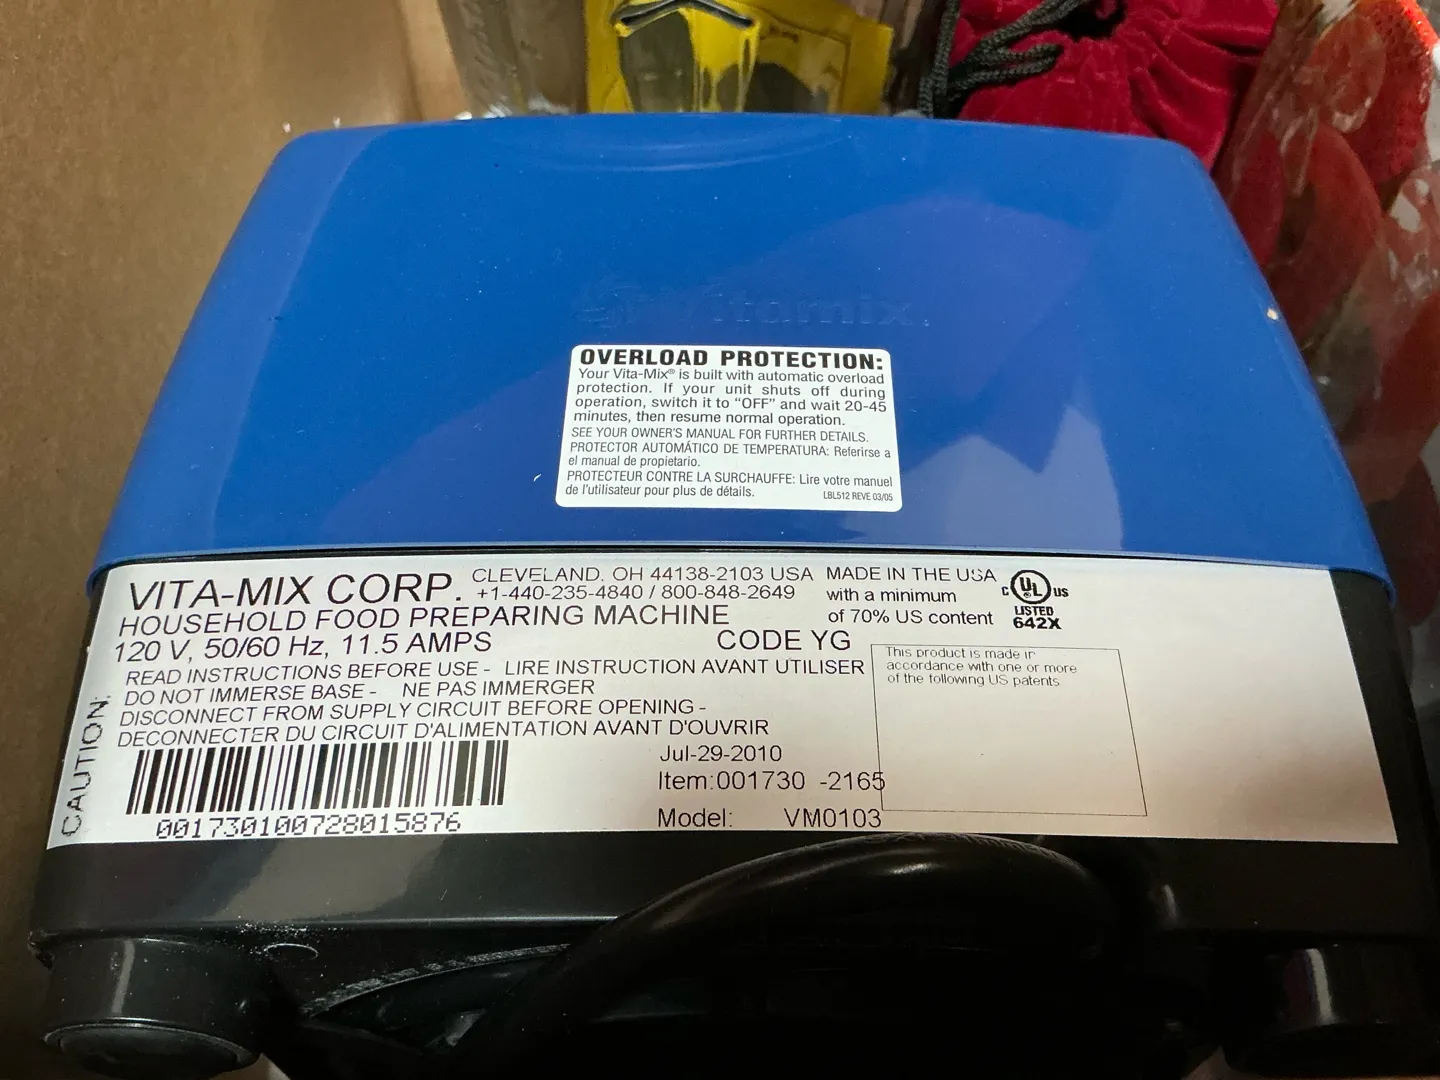 Vitamix
OVERLOAD PROTECTION:
Your Vita-Mix® is built with automatic overload
protection. If your unit shuts off during
operation, switch it to “OFF” and wait 20-45
minutes, then resume normal operation.
SEE YOUR OWNER'S MANUAL FOR FURTHER DETAILS.
PROTECTOR AUTOMÁTICO DE TEMPERATURA: Referirse a
el manual de propietario.
PROTECTEUR CONTRE LA SURCHAUFFE: Lire votre manuel
de l'utilisateur pour plus de détails.
LBL512 REVE 03/05
VITA-MIX CORP.
CLEVELAND, OH 44138-2103 USA
+1-440-235-4840 / 800-848-2649
HOUSEHOLD FOOD PREPARING MACHINE
120 V, 50/60 Hz, 11.5 AMPS
CODE YG
MADE IN THE USA
with a minimum
of 70% US content
C UL US
LISTED
642X
CAUTION:
READ INSTRUCTIONS BEFORE USE - LIRE INSTRUCTION AVANT UTILISER
DO NOT IMMERSE BASE - NE PAS IMMERGER
DISCONNECT FROM SUPPLY CIRCUIT BEFORE OPENING -
DECONNECTER DU CIRCUIT D'ALIMENTATION AVANT D'OUVRIR
This product is made in
accordance with one or more
of the following US patents
001730100728015876
Jul-29-2010
Item:001730 -2165
Model: VM0103